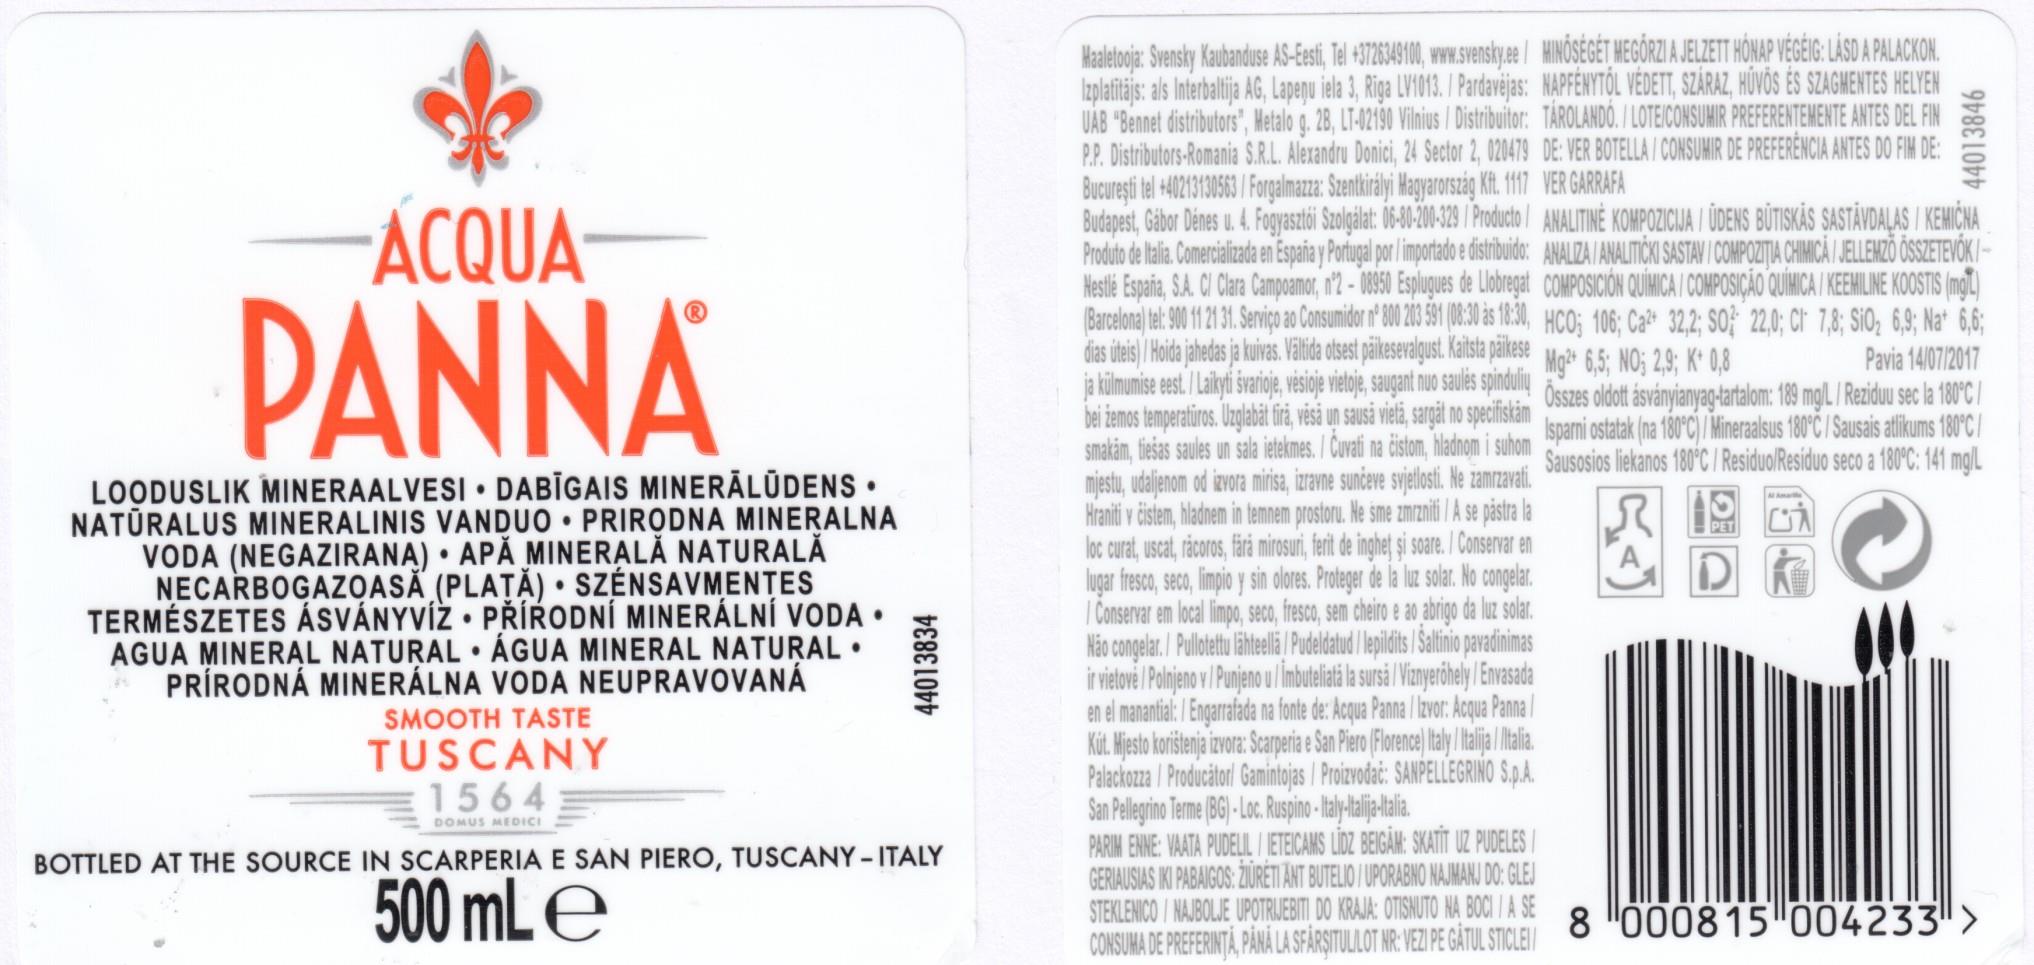 ACQUA
PANNA®
LOODUSLIK MINERAALVESI • DABĪGAIS MINERĀLŪDENS •
NATŪRALUS MINERALINIS VANDUO • PRIRODNA MINERALNA
VODA (NEGAZIRANA) • APĂ MINERALĂ NATURALĂ
NECARBOGAZOASĂ (PLATĂ) • SZÉNSAVMENTES
TERMÉSZETES ÁSVÁNYVÍZ • PŘÍRODNÍ MINERÁLNÍ VODA •
AGUA MINERAL NATURAL • ÁGUA MINERAL NATURAL •
PRÍRODNÁ MINERÁLNA VODA NEUPRAVOVANÁ
44013834
SMOOTH TASTE
TUSCANY
1564
DOMUS MEDICI
BOTTLED AT THE SOURCE IN SCARPERIA E SAN PIERO, TUSCANY – ITALY
500 mL ℮
Maaletooja: Svensky Kaubanduse AS-Eesti, Tel +3726349100, www.svensky.ee /
Izplatītājs: a/s Interbaltija AG, Lapeņu iela 3, Rīga LV1013. / Pardavėjas:
UAB "Bennet distributors", Metalo g. 2B, LT-02190 Vilnius / Distribuitor:
P.P. Distributors-Romania S.R.L. Alexandru Donici, 24 Sector 2, 020479
Bucureşti tel +40213130563 / Forgalmazza: Szentkirályi Magyarország Kft. 1117
Budapest, Gábor Dénes u. 4. Fogyasztói Szolgálat: 06-80-200-329 / Producto /
Produto de Italia. Comercializada en España y Portugal por / importado e distribuido:
Nestlé España, S.A. C/ Clara Campoamor, nº2 – 08950 Esplugues de Llobregat
(Barcelona) tel: 900 11 21 31. Serviço ao Consumidor nº 800 203 591 (08:30 às 18:30,
dias úteis) / Hoida jahedas ja kuivas. Vältida otsest päikesevalgust. Kaitsta päikese
ja külmumise eest. / Laikyti švarioje, vėsioje vietoje, saugant nuo saulės spindulių
bei žemos temperatūros. Uzglabāt tīrā, vēsā un sausā vietā, sargāt no specifiskām
smakām, tiešas saules un sala ietekmes. / Čuvati na čistom, hladnom i suhom
mjestu, udaljenom od izvora mirisa, izravne sunčeve svjetlosti. Ne zamrzavati.
Hraniti v čistem, hladnem in temnem prostoru. Ne sme zmrzniti / A se păstra la
loc curat, uscat, răcoros, fără mirosuri, ferit de îngheţ şi soare. / Conservar en
lugar fresco, seco, limpio y sin olores. Proteger de la luz solar. No congelar.
/ Conservar em local limpo, seco, fresco, sem cheiro e ao abrigo da luz solar.
Não congelar. / Pullotettu lähteellä / Pudeldatud / Iepildīts / Šaltinio pavadinimas
ir vietovė / Polnjeno v / Punjeno u / Îmbuteliată la sursă / Víznyerőhely / Envasada
en el manantial: / Engarrafada na fonte de: Acqua Panna / Izvor: Acqua Panna /
Kút. Mjesto korištenja izvora: Scarperia e San Piero (Florence) Italy / Italija / /Italia.
Palackozza / Producător/ Gamintojas / Proizvođač: SANPELLEGRINO S.p.A.
San Pellegrino Terme (BG) - Loc. Ruspino - Italy-Italija-Italia.
PARIM ENNE: VAATA PUDELIL / IETEICAMS LĪDZ BEIGĀM: SKATĪT UZ PUDELES /
GERIAUSIAS IKI PABAIGOS: ŽIŪRĖTI ANT BUTELIO / UPORABNO NAJMANJ DO: GLEJ
STEKLENICO / NAJBOLJE UPOTRIJEBITI DO KRAJA: OTISNUTO NA BOCI / A SE
CONSUMA DE PREFERINŢĂ, PÂNĂ LA SFÂRŞITUL/LOT NR: VEZI PE GÂTUL STICLEI /
MINŐSÉGÉT MEGŐRZI A JELZETT HÓNAP VÉGÉIG: LÁSD A PALACKON.
NAPFÉNYTŐL VÉDETT, SZÁRAZ, HŰVÖS ÉS SZAGMENTES HELYEN
TÁROLANDÓ. / LOTE/CONSUMIR PREFERENTEMENTE ANTES DEL FIN
DE: VER BOTELLA / CONSUMIR DE PREFERÊNCIA ANTES DO FIM DE:
VER GARRAFA
44013846
ANALITINĖ KOMPOZICIJA / ŪDENS BŪTISKĀS SASTĀVDAĻAS / KEMIČNA
ANALIZA / ANALITIČKI SASTAV / COMPOZIŢIA CHIMICĂ / JELLEMZŐ ÖSSZETEVŐK /
COMPOSICIÓN QUÍMICA / COMPOSIÇÃO QUÍMICA / KEEMILINE KOOSTIS (mg/L)
HCO₃⁻ 106; Ca²⁺ 32,2; SO₄²⁻ 22,0; Cl⁻ 7,8; SiO₂ 6,9; Na⁺ 6,6;
Mg²⁺ 6,5; NO₃⁻ 2,9; K⁺ 0,8 Pavia 14/07/2017
Összes oldott ásványianyag-tartalom: 189 mg/L / Reziduu sec la 180°C /
Isparni ostatak (na 180°C) / Mineraalsus 180°C / Sausais atlikums 180°C /
Sausosios liekanos 180°C / Residuo/Resíduo seco a 180°C: 141 mg/L
A
PET
Al Amarillo
8 000815 004233 >